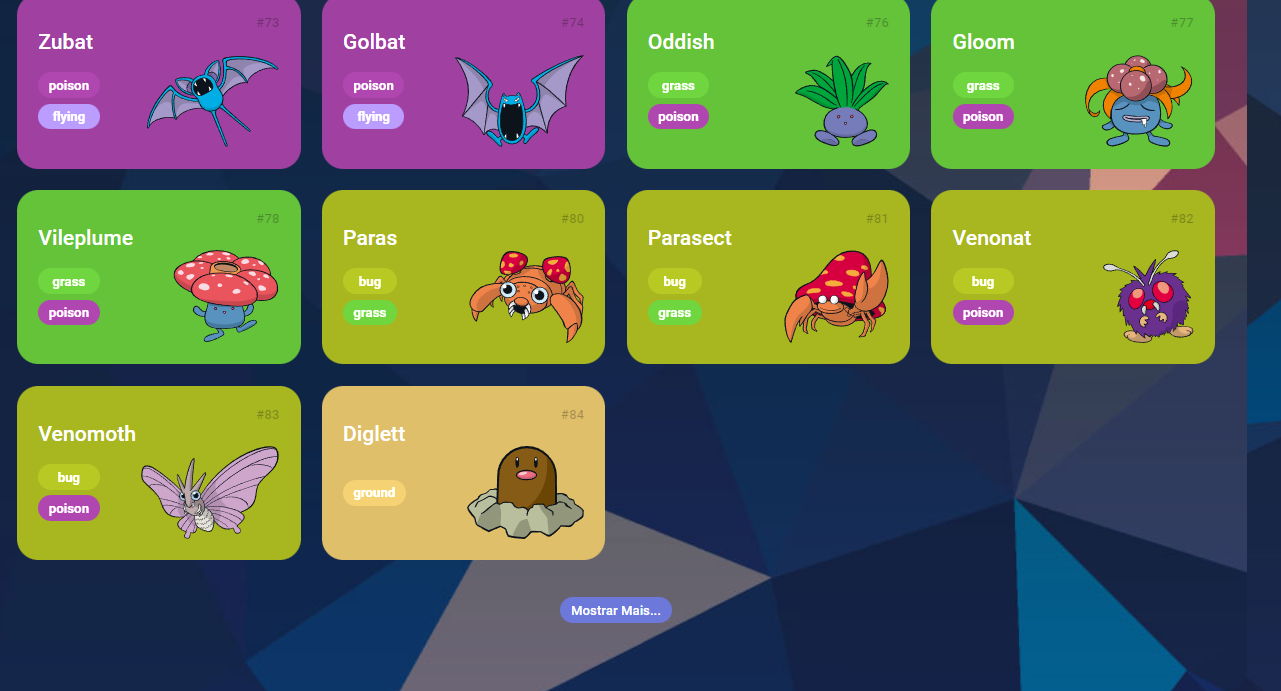 #73
Zubat
poison
flying
#74
Golbat
poison
flying
#76
Oddish
grass
poison
#77
Gloom
grass
poison
#78
Vileplume
grass
poison
#80
Paras
bug
grass
#81
Parasect
bug
grass
#82
Venonat
bug
poison
#83
Venomoth
bug
poison
#84
Diglett
ground
Mostrar Mais...